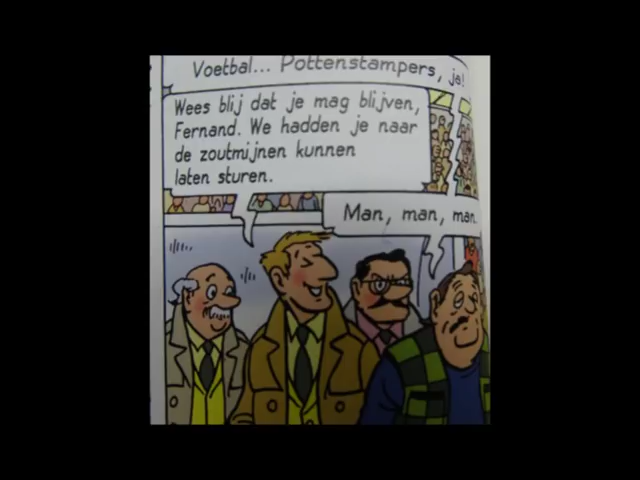 Voetbal... Pottenstampers, ja!
Wees blij dat je mag blijven,
Fernand. We hadden je naar
de zoutmijnen kunnen
laten sturen.
Man, man, man.